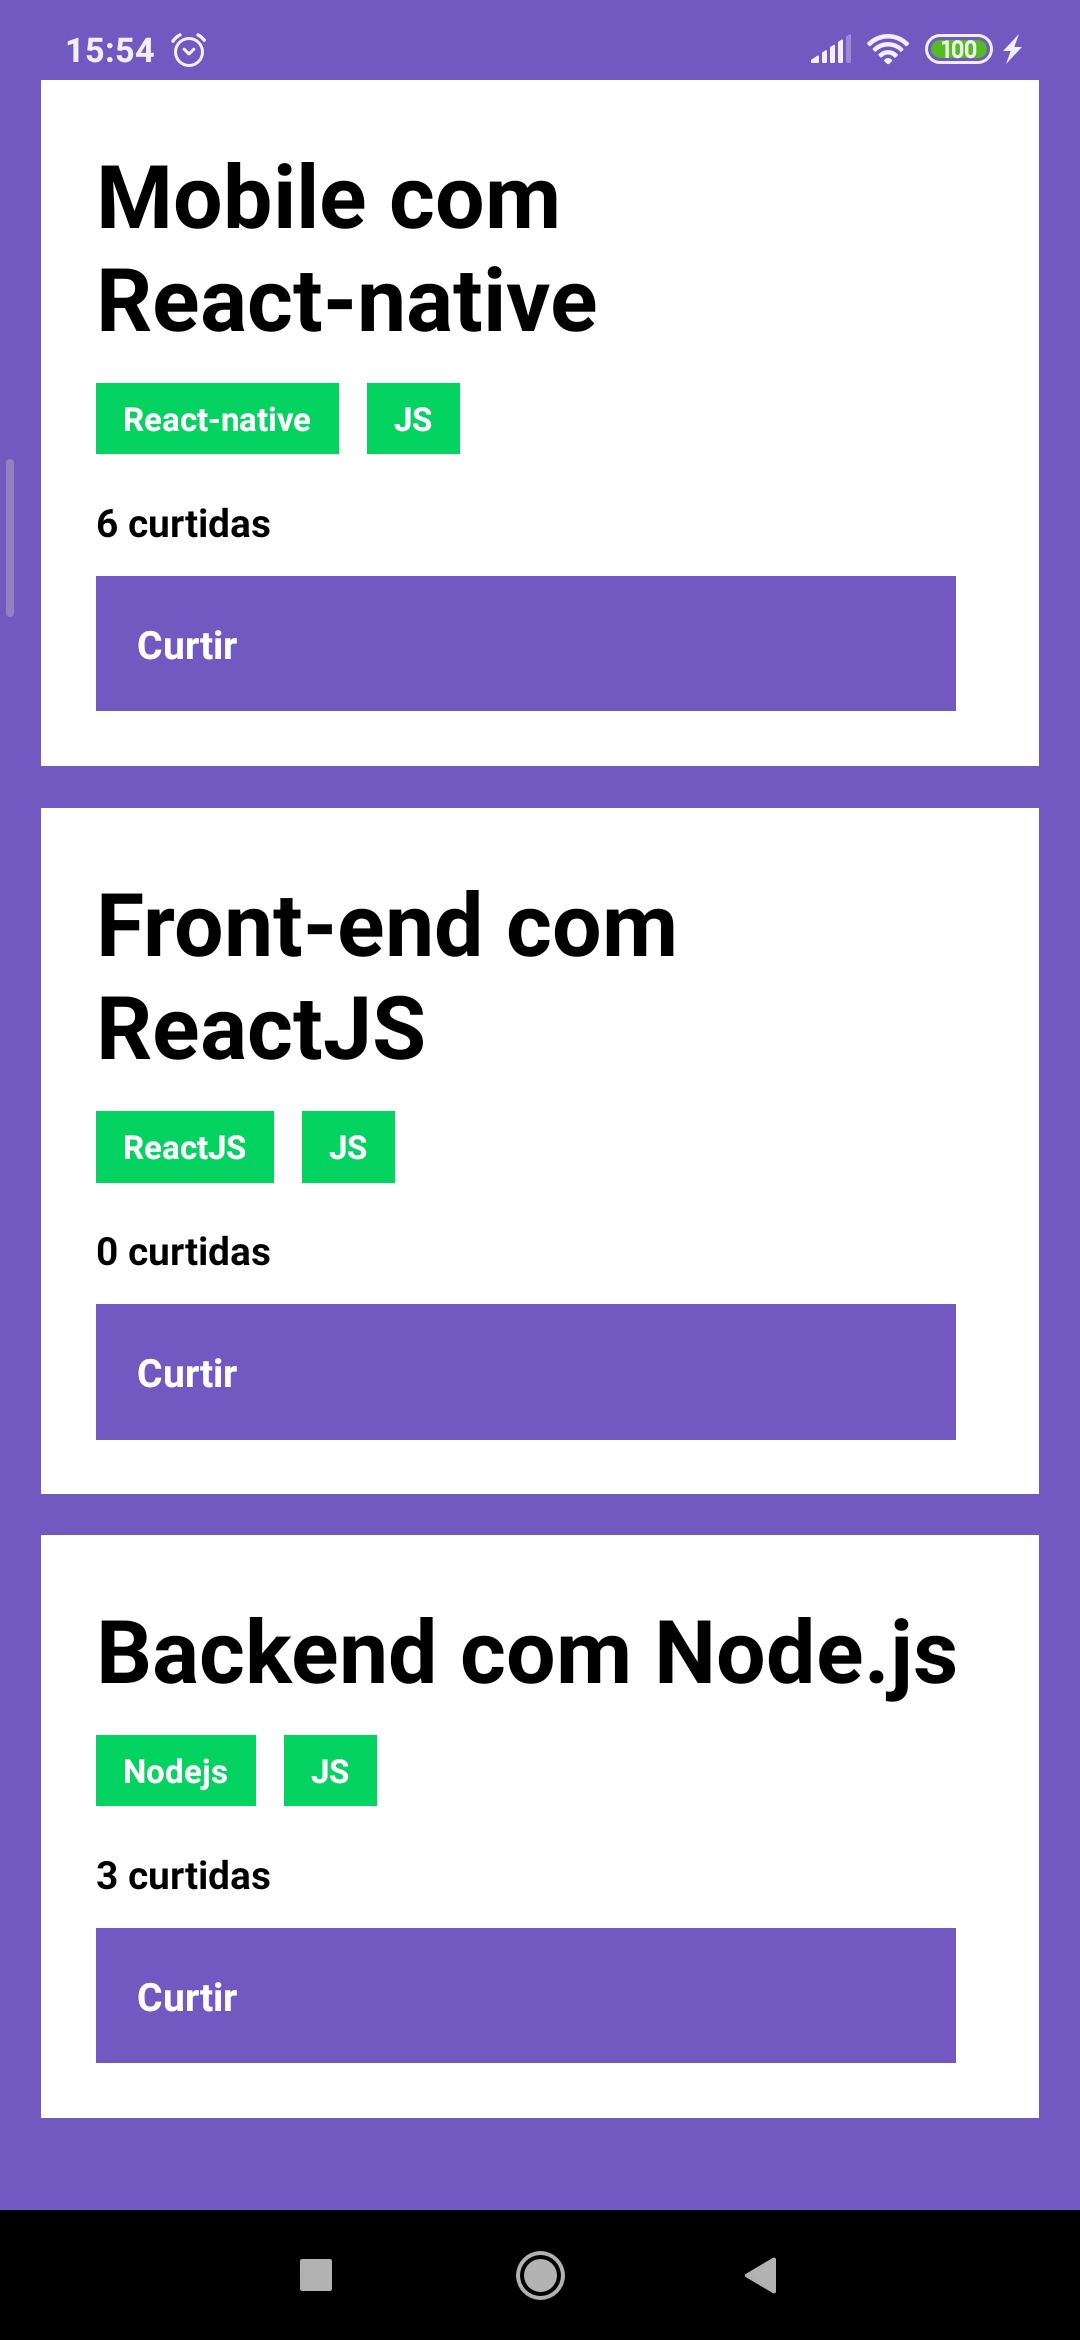 15:54 100
Mobile com
React-native
React-native JS
6 curtidas
Curtir
Front-end com
ReactJS
ReactJS JS
0 curtidas
Curtir
Backend com Node.js
Nodejs JS
3 curtidas
Curtir